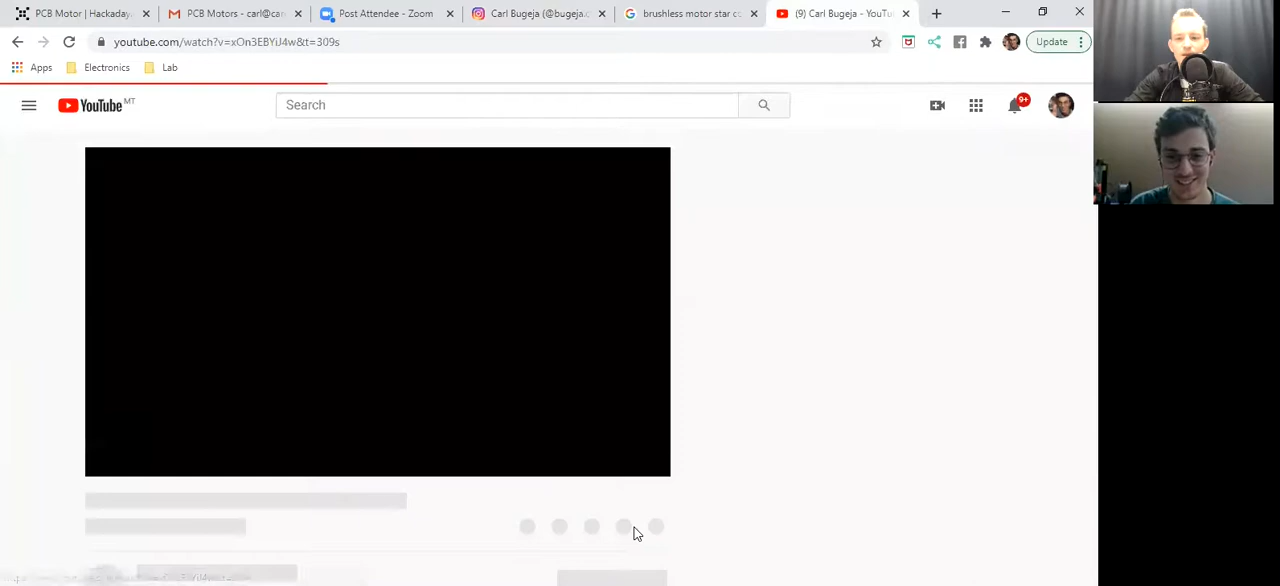 PCB Motor | Hackaday
PCB Motors - carl@car
Post Attendee - Zoom
Carl Bugeja (@bugeja.c
brushless motor star c
(9) Carl Bugeja - YouTu
youtube.com/watch?v=xOn3EBYiJ4w&t=309s
Update
Apps
Electronics
Lab
YouTube MT
Search
9+